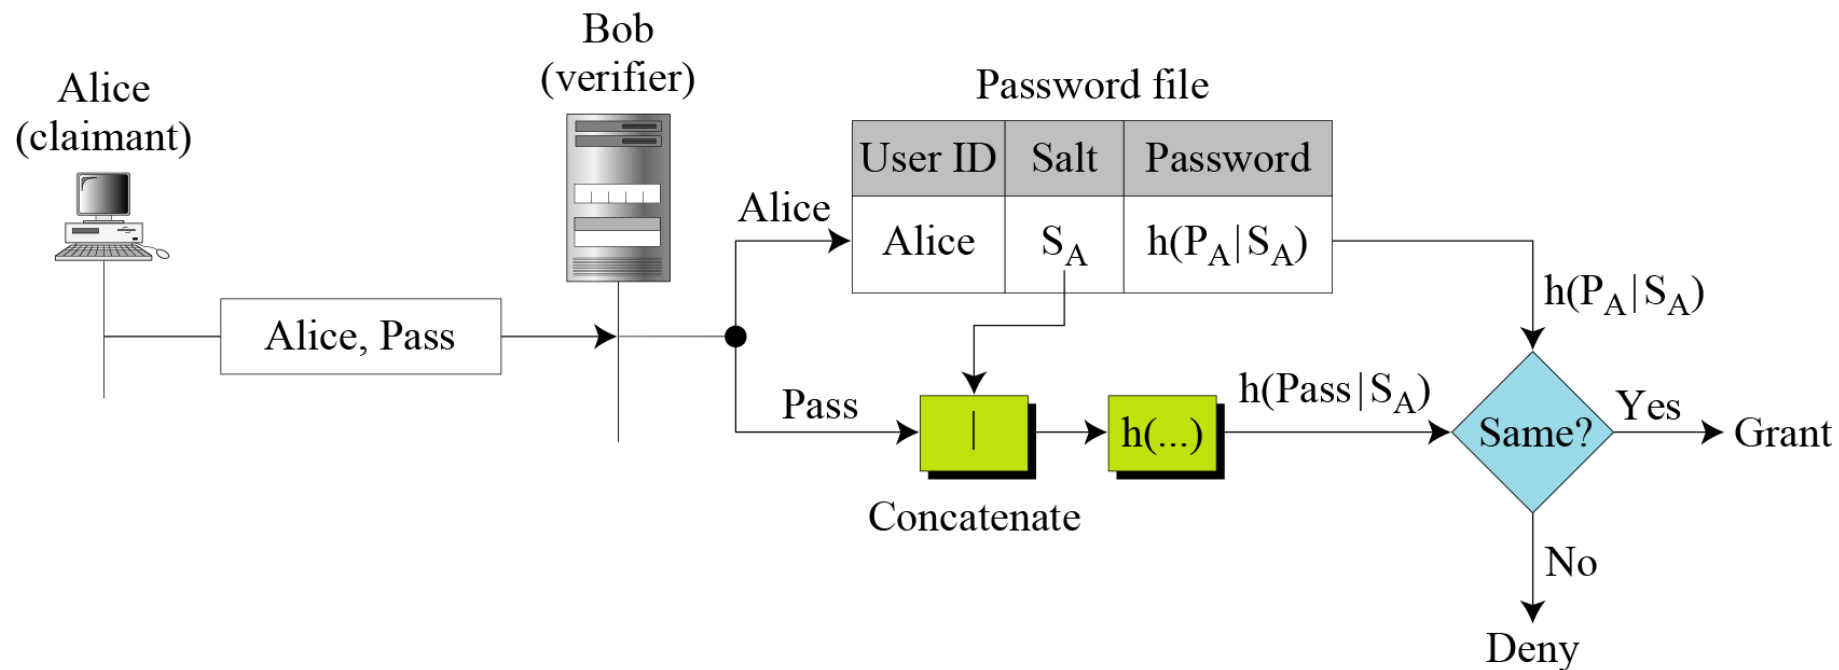 Alice
(claimant)
Bob
(verifier)
Alice, Pass
Password file
User ID Salt Password
Alice S_A h(P_A|S_A)
Alice
h(P_A|S_A)
Pass
|
Concatenate
h(...)
h(Pass|S_A)
Same?
Yes
Grant
No
Deny